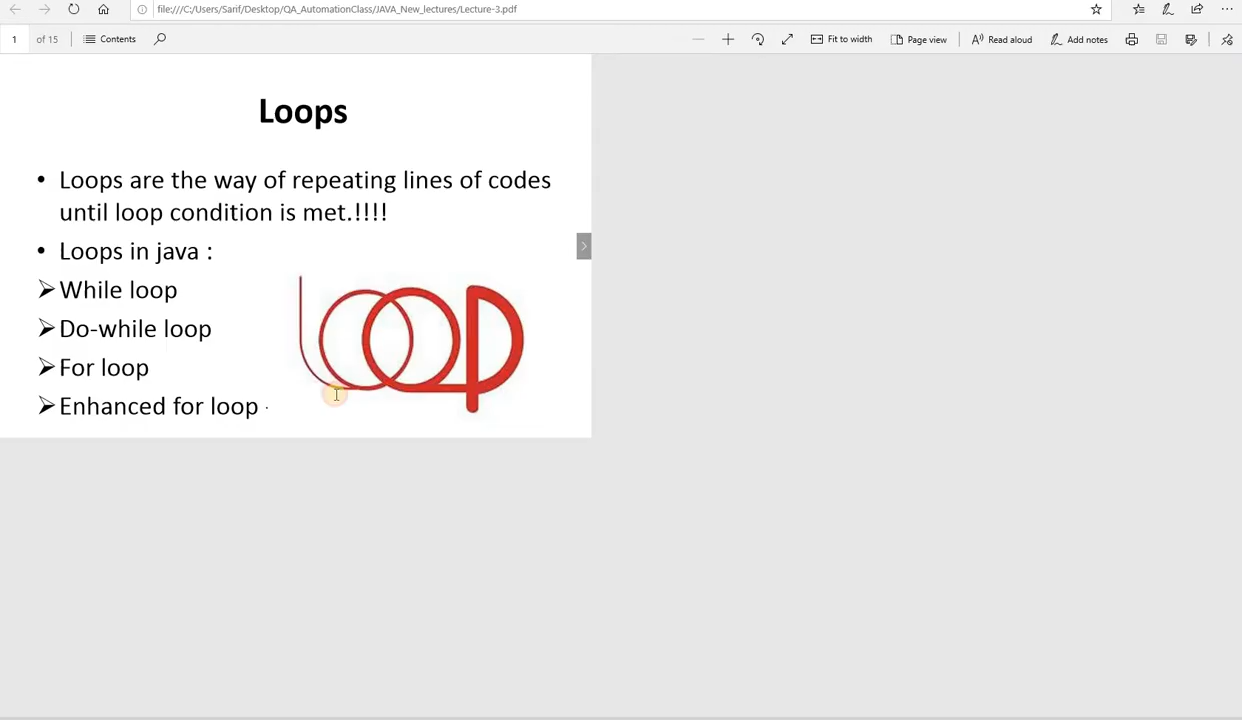 file:///C:/Users/Sarif/Desktop/QA_AutomationClass/JAVA_New_lectures/Lecture-3.pdf
1 of 15 Contents Fit to width Page view Read aloud Add notes
Loops
• Loops are the way of repeating lines of codes
until loop condition is met.!!!!
• Loops in java :
➢ While loop
➢ Do-while loop
➢ For loop
➢ Enhanced for loop
loop